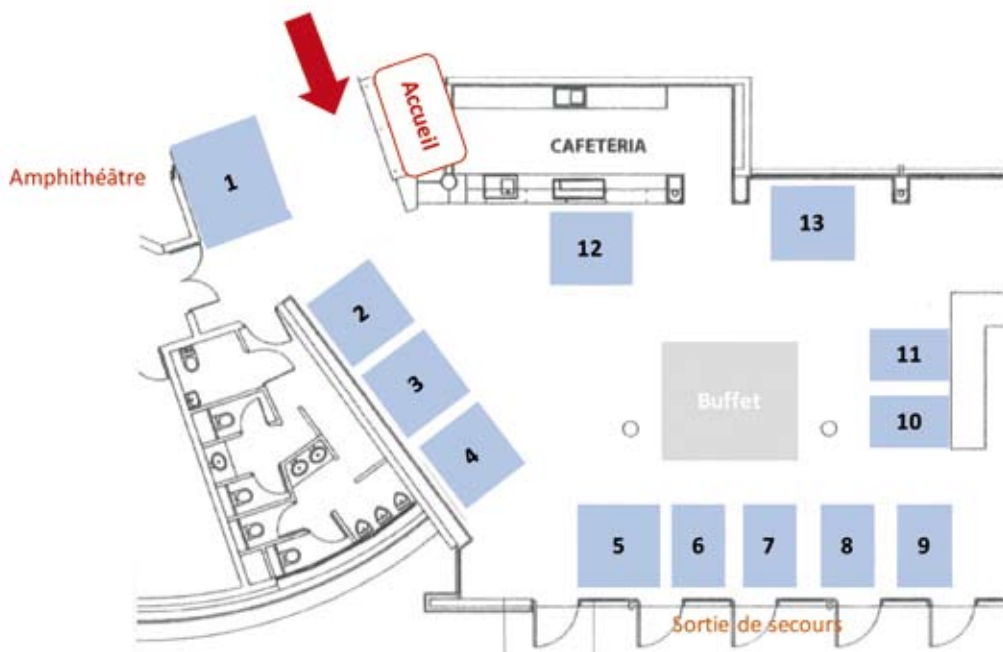 Accueil
CAFETERIA
Amphithéâtre
1
12
13
2
3
4
11
Buffet
10
5
6
7
8
9
Sortie de secours